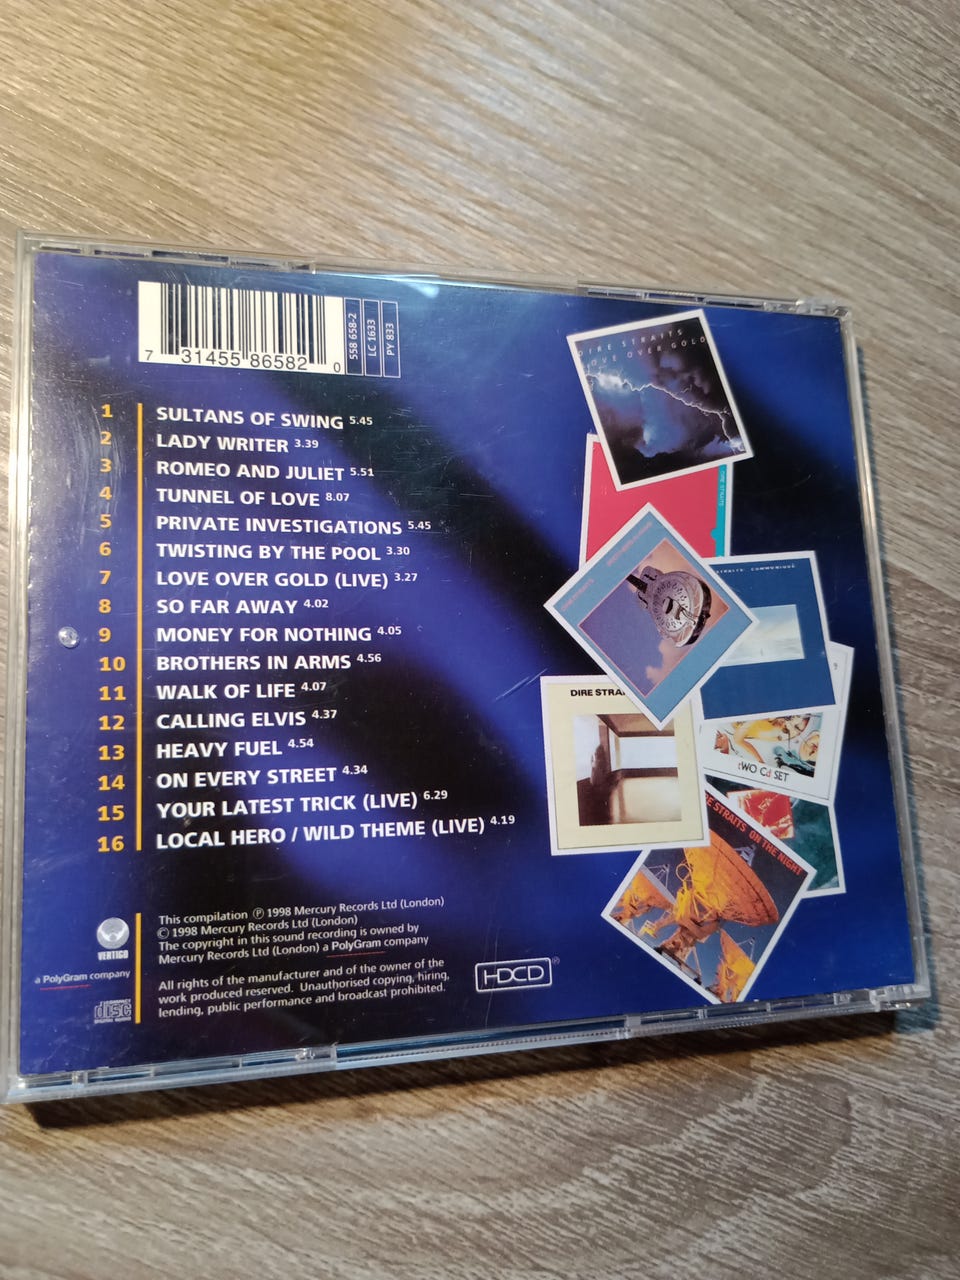 7 31455 86582 0
558 658-2
LC 1633
PY 833
1 SULTANS OF SWING 5.45
2 LADY WRITER 3.39
3 ROMEO AND JULIET 5.51
4 TUNNEL OF LOVE 8.07
5 PRIVATE INVESTIGATIONS 5.45
6 TWISTING BY THE POOL 3.30
7 LOVE OVER GOLD (LIVE) 3.27
8 SO FAR AWAY 4.02
9 MONEY FOR NOTHING 4.05
10 BROTHERS IN ARMS 4.56
11 WALK OF LIFE 4.07
12 CALLING ELVIS 4.37
13 HEAVY FUEL 4.54
14 ON EVERY STREET 4.34
15 YOUR LATEST TRICK (LIVE) 6.29
16 LOCAL HERO / WILD THEME (LIVE) 4.19
VERTIGO
a PolyGram company
COMPACT
disc
DIGITAL AUDIO
This compilation ℗ 1998 Mercury Records Ltd (London)
© 1998 Mercury Records Ltd (London)
The copyright in this sound recording is owned by
Mercury Records Ltd (London) a PolyGram company
All rights of the manufacturer and of the owner of the
work produced reserved. Unauthorised copying, hiring,
lending, public performance and broadcast prohibited.
HDCD®
DIRE STRAITS
LOVE OVER GOLD
DIRE STRAITS
STRAITS COMMUNIQUÉ
DIRE STRAI
TWO Cd SET
DIRE STRAITS ON THE NIGHT